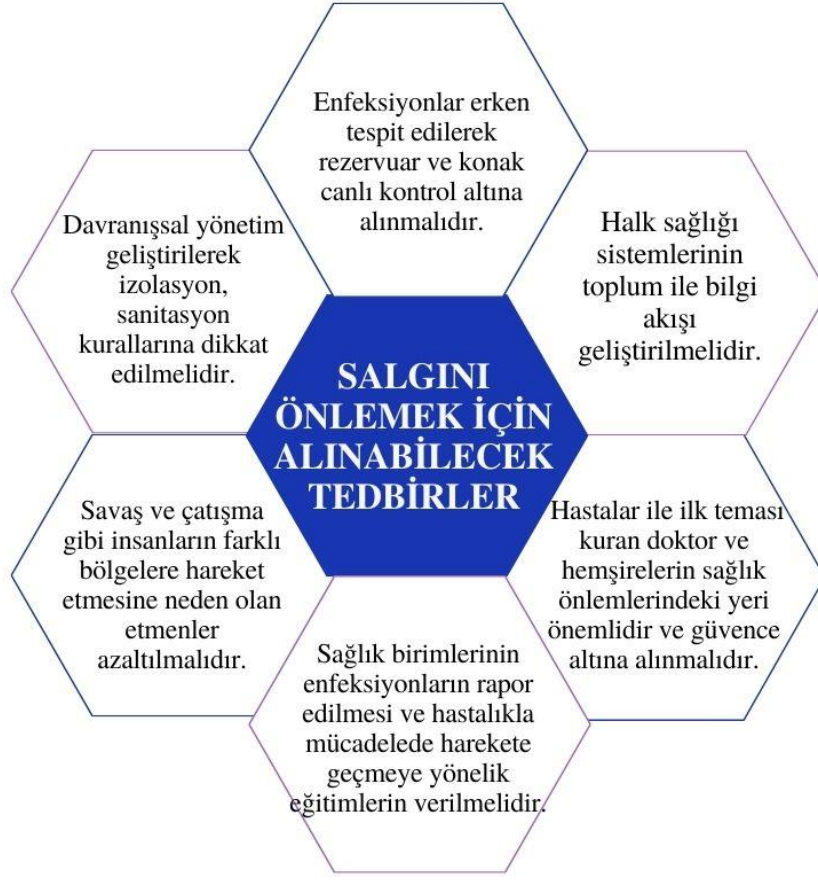 Enfeksiyonlar erken
tespit edilerek
rezervuar ve konak
canlı kontrol altına
alınmalıdır.
Davranışsal yönetim
geliştirilerek
izolasyon,
sanitasyon
kurallarına dikkat
edilmelidir.
Halk sağlığı
sistemlerinin
toplum ile bilgi
akışı
geliştirilmelidir.
SALGINI
ÖNLEMEK İÇİN
ALINABİLECEK
TEDBİRLER
Savaş ve çatışma
gibi insanların farklı
bölgelere hareket
etmesine neden olan
etmenler
azaltılmalıdır.
Hastalar ile ilk teması
kuran doktor ve
hemşirelerin sağlık
önlemlerindeki yeri
önemlidir ve güvence
altına alınmalıdır.
Sağlık birimlerinin
enfeksiyonların rapor
edilmesi ve hastalıkla
mücadelede harekete
geçmeye yönelik
eğitimlerin verilmelidir.